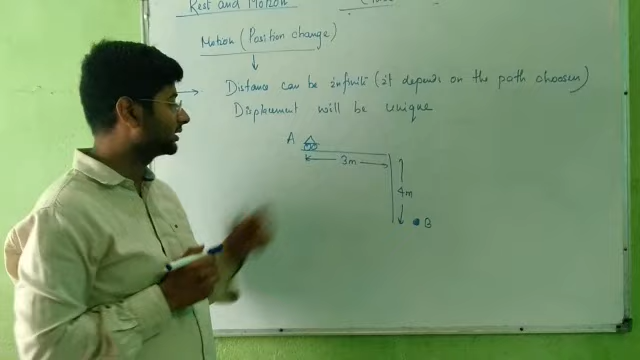 Rest and Motion
Motion (Position change)
Distance can be infinite (it depends on the path choosen)
Displacement will be unique
A
3m
4m
B